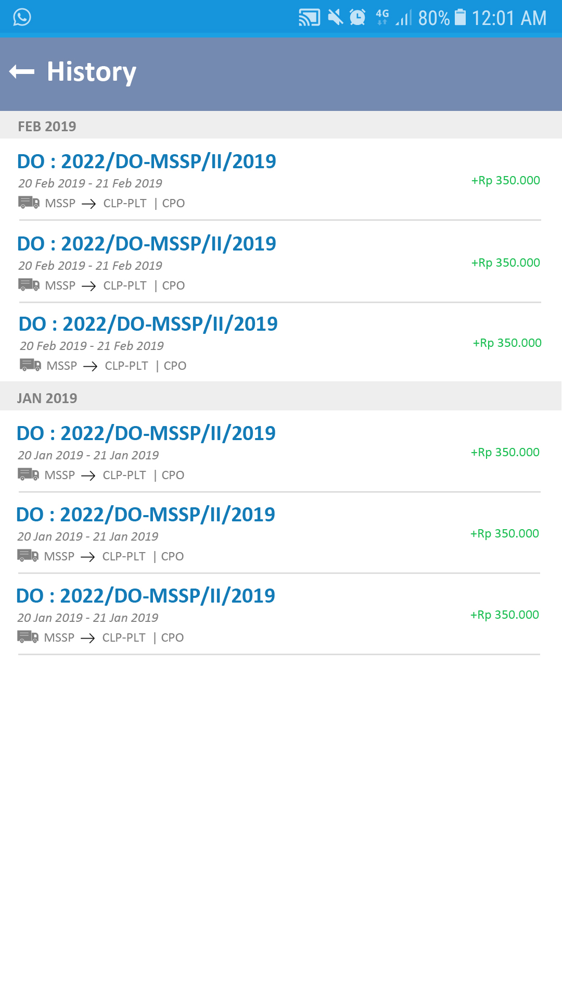 4G 80% 12:01 AM
History
FEB 2019
DO : 2022/DO-MSSP/II/2019
20 Feb 2019 - 21 Feb 2019
+Rp 350.000
MSSP → CLP-PLT | CPO
DO : 2022/DO-MSSP/II/2019
20 Feb 2019 - 21 Feb 2019
+Rp 350.000
MSSP → CLP-PLT | CPO
DO : 2022/DO-MSSP/II/2019
20 Feb 2019 - 21 Feb 2019
+Rp 350.000
MSSP → CLP-PLT | CPO
JAN 2019
DO : 2022/DO-MSSP/II/2019
20 Jan 2019 - 21 Jan 2019
+Rp 350.000
MSSP → CLP-PLT | CPO
DO : 2022/DO-MSSP/II/2019
20 Jan 2019 - 21 Jan 2019
+Rp 350.000
MSSP → CLP-PLT | CPO
DO : 2022/DO-MSSP/II/2019
20 Jan 2019 - 21 Jan 2019
+Rp 350.000
MSSP → CLP-PLT | CPO